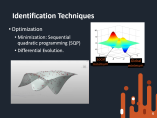 Identification Techniques
• Optimization
• Minimization: Sequential
quadratic programming (SQP)
• Differential Evolution.